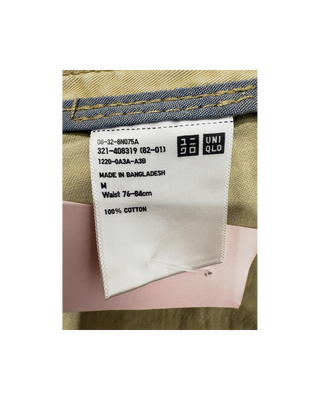 08-32-8N075A
321-408319 (82-01)
1220-0A3A-A3B
MADE IN BANGLADESH
M
Waist 76-84cm
100% COTTON
ユニ
クロ
UNI
QLO